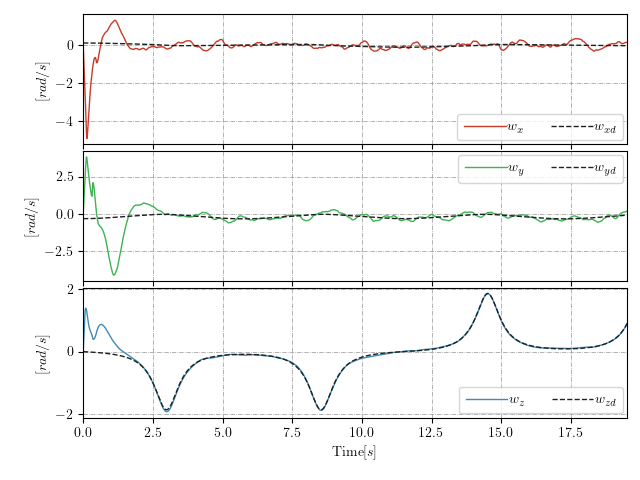 0
−2
−4
[rad/s]
w_x w_xd
2.5
0.0
−2.5
[rad/s]
w_y w_yd
2
0
−2
[rad/s]
w_z w_zd
0.0 2.5 5.0 7.5 10.0 12.5 15.0 17.5
Time[s]